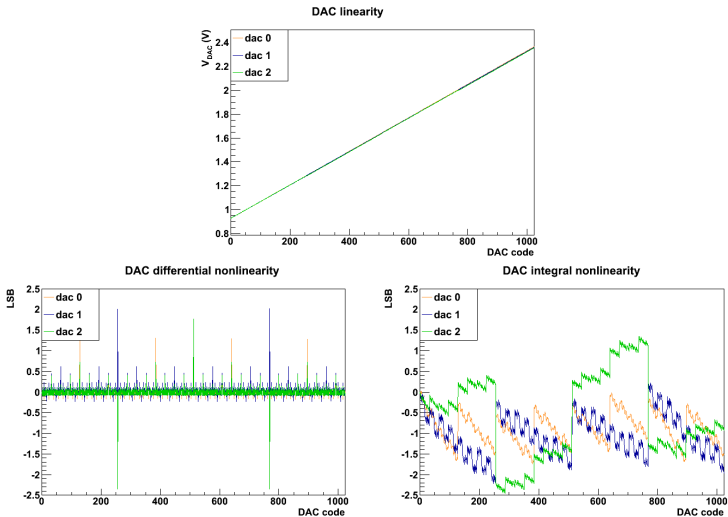 DAC linearity
V_DAC (V)
dac 0
dac 1
dac 2
2.4
2.2
2
1.8
1.6
1.4
1.2
1
0.8
0 200 400 600 800 1000
DAC code
DAC differential nonlinearity
LSB
dac 0
dac 1
dac 2
2.5
2
1.5
1
0.5
0
-0.5
-1
-1.5
-2
-2.5
0 200 400 600 800 1000
DAC code
DAC integral nonlinearity
LSB
dac 0
dac 1
dac 2
2.5
2
1.5
1
0.5
0
-0.5
-1
-1.5
-2
-2.5
0 200 400 600 800 1000
DAC code